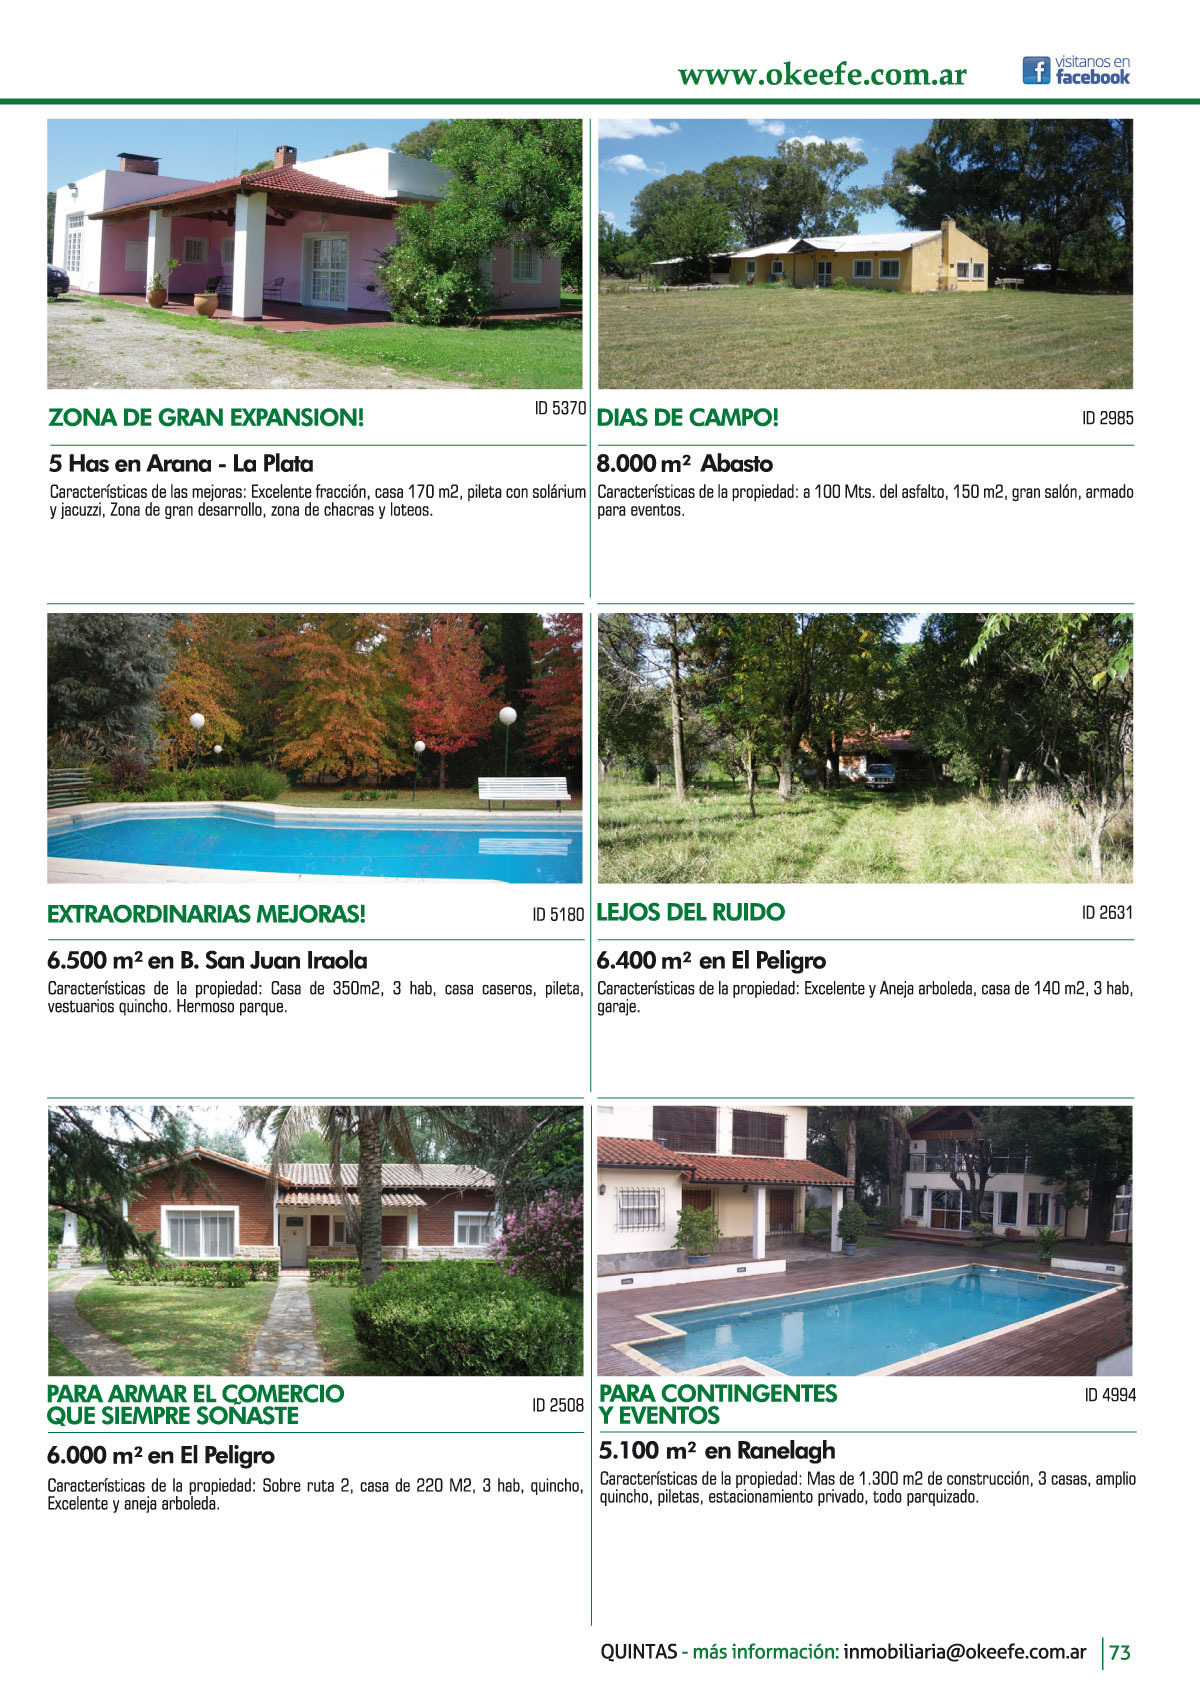 www.okeefe.com.ar
visitanos en
facebook
ZONA DE GRAN EXPANSION!
ID 5370
5 Has en Arana - La Plata
Características de las mejoras: Excelente fracción, casa 170 m2, pileta con solárium
y jacuzzi, Zona de gran desarrollo, zona de chacras y loteos.
DIAS DE CAMPO!
ID 2985
8.000 m² Abasto
Características de la propiedad: a 100 Mts. del asfalto, 150 m2, gran salón, armado
para eventos.
EXTRAORDINARIAS MEJORAS!
ID 5180
6.500 m² en B. San Juan Iraola
Características de la propiedad: Casa de 350m2, 3 hab, casa caseros, pileta,
vestuarios quincho. Hermoso parque.
LEJOS DEL RUIDO
ID 2631
6.400 m² en El Peligro
Características de la propiedad: Excelente y Aneja arboleda, casa de 140 m2, 3 hab,
garaje.
PARA ARMAR EL COMERCIO
QUE SIEMPRE SOÑASTE
ID 2508
6.000 m² en El Peligro
Características de la propiedad: Sobre ruta 2, casa de 220 M2, 3 hab, quincho,
Excelente y aneja arboleda.
PARA CONTINGENTES
Y EVENTOS
ID 4994
5.100 m² en Ranelagh
Características de la propiedad: Mas de 1.300 m2 de construcción, 3 casas, amplio
quincho, piletas, estacionamiento privado, todo parquizado.
QUINTAS - más información: inmobiliaria@okeefe.com.ar 73